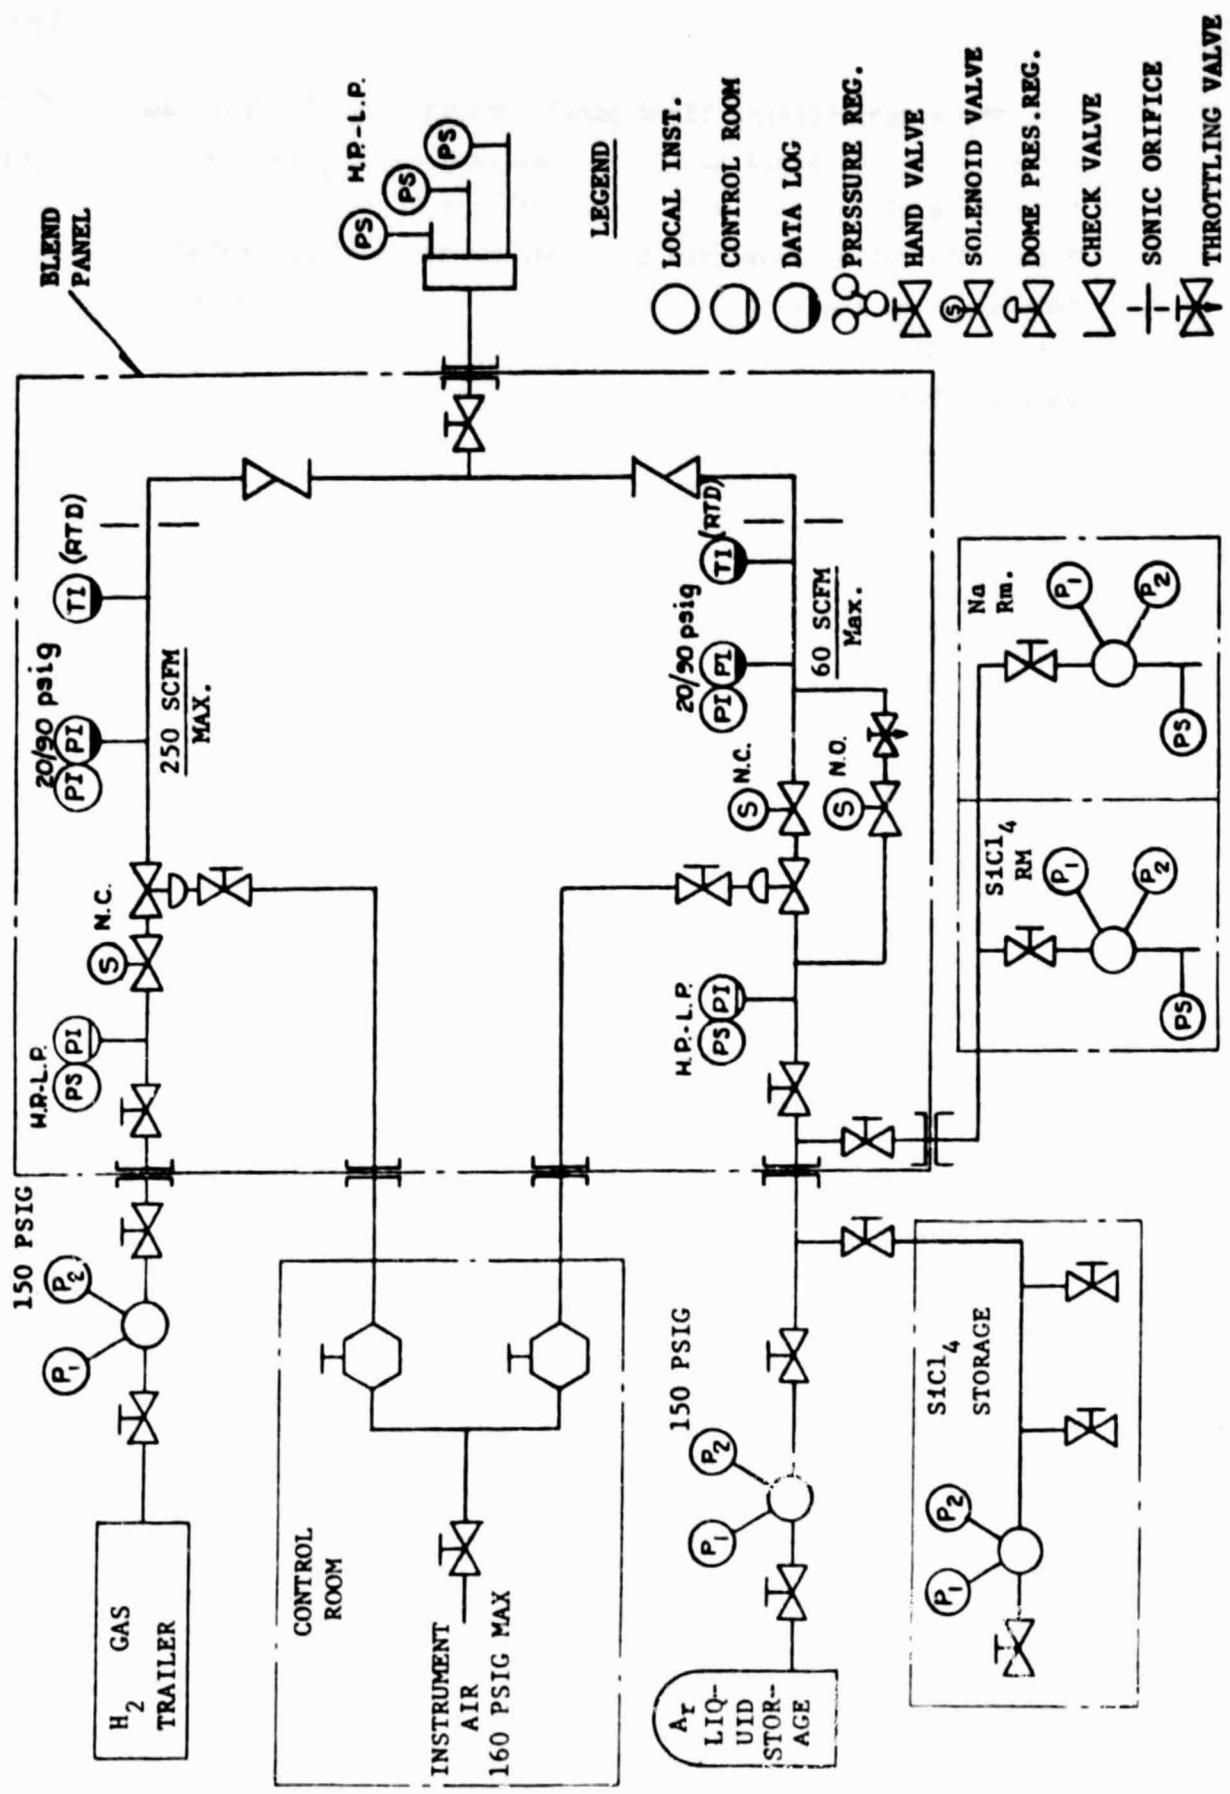 BLEND
PANEL
H.P.-L.P.
PS
PS
PS
LEGEND
LOCAL INST.
CONTROL ROOM
DATA LOG
PRESSURE REG.
HAND VALVE
S
SOLENOID VALVE
DOME PRES.REG.
CHECK VALVE
SONIC ORIFICE
THROTTLING VALVE
H2 GAS
TRAILER
P1
P2
150 PSIG
H.P.-L.P.
PS
PI
S
N.C.
20/90 psig
PI
PI
TI
(RTD)
250 SCFM
MAX.
CONTROL
ROOM
INSTRUMENT
AIR
160 PSIG MAX
Ar
LIQ-
UID
STOR-
AGE
P1
P2
150 PSIG
H.P.-L.P.
PS
PI
S
N.C.
S
N.O.
20/90 psig
PI
PI
TI
(RTD)
60 SCFM
Max.
SiCl4
STORAGE
P1
P2
SiCl4
RM
P1
P2
PS
Na
Rm.
P1
P2
PS